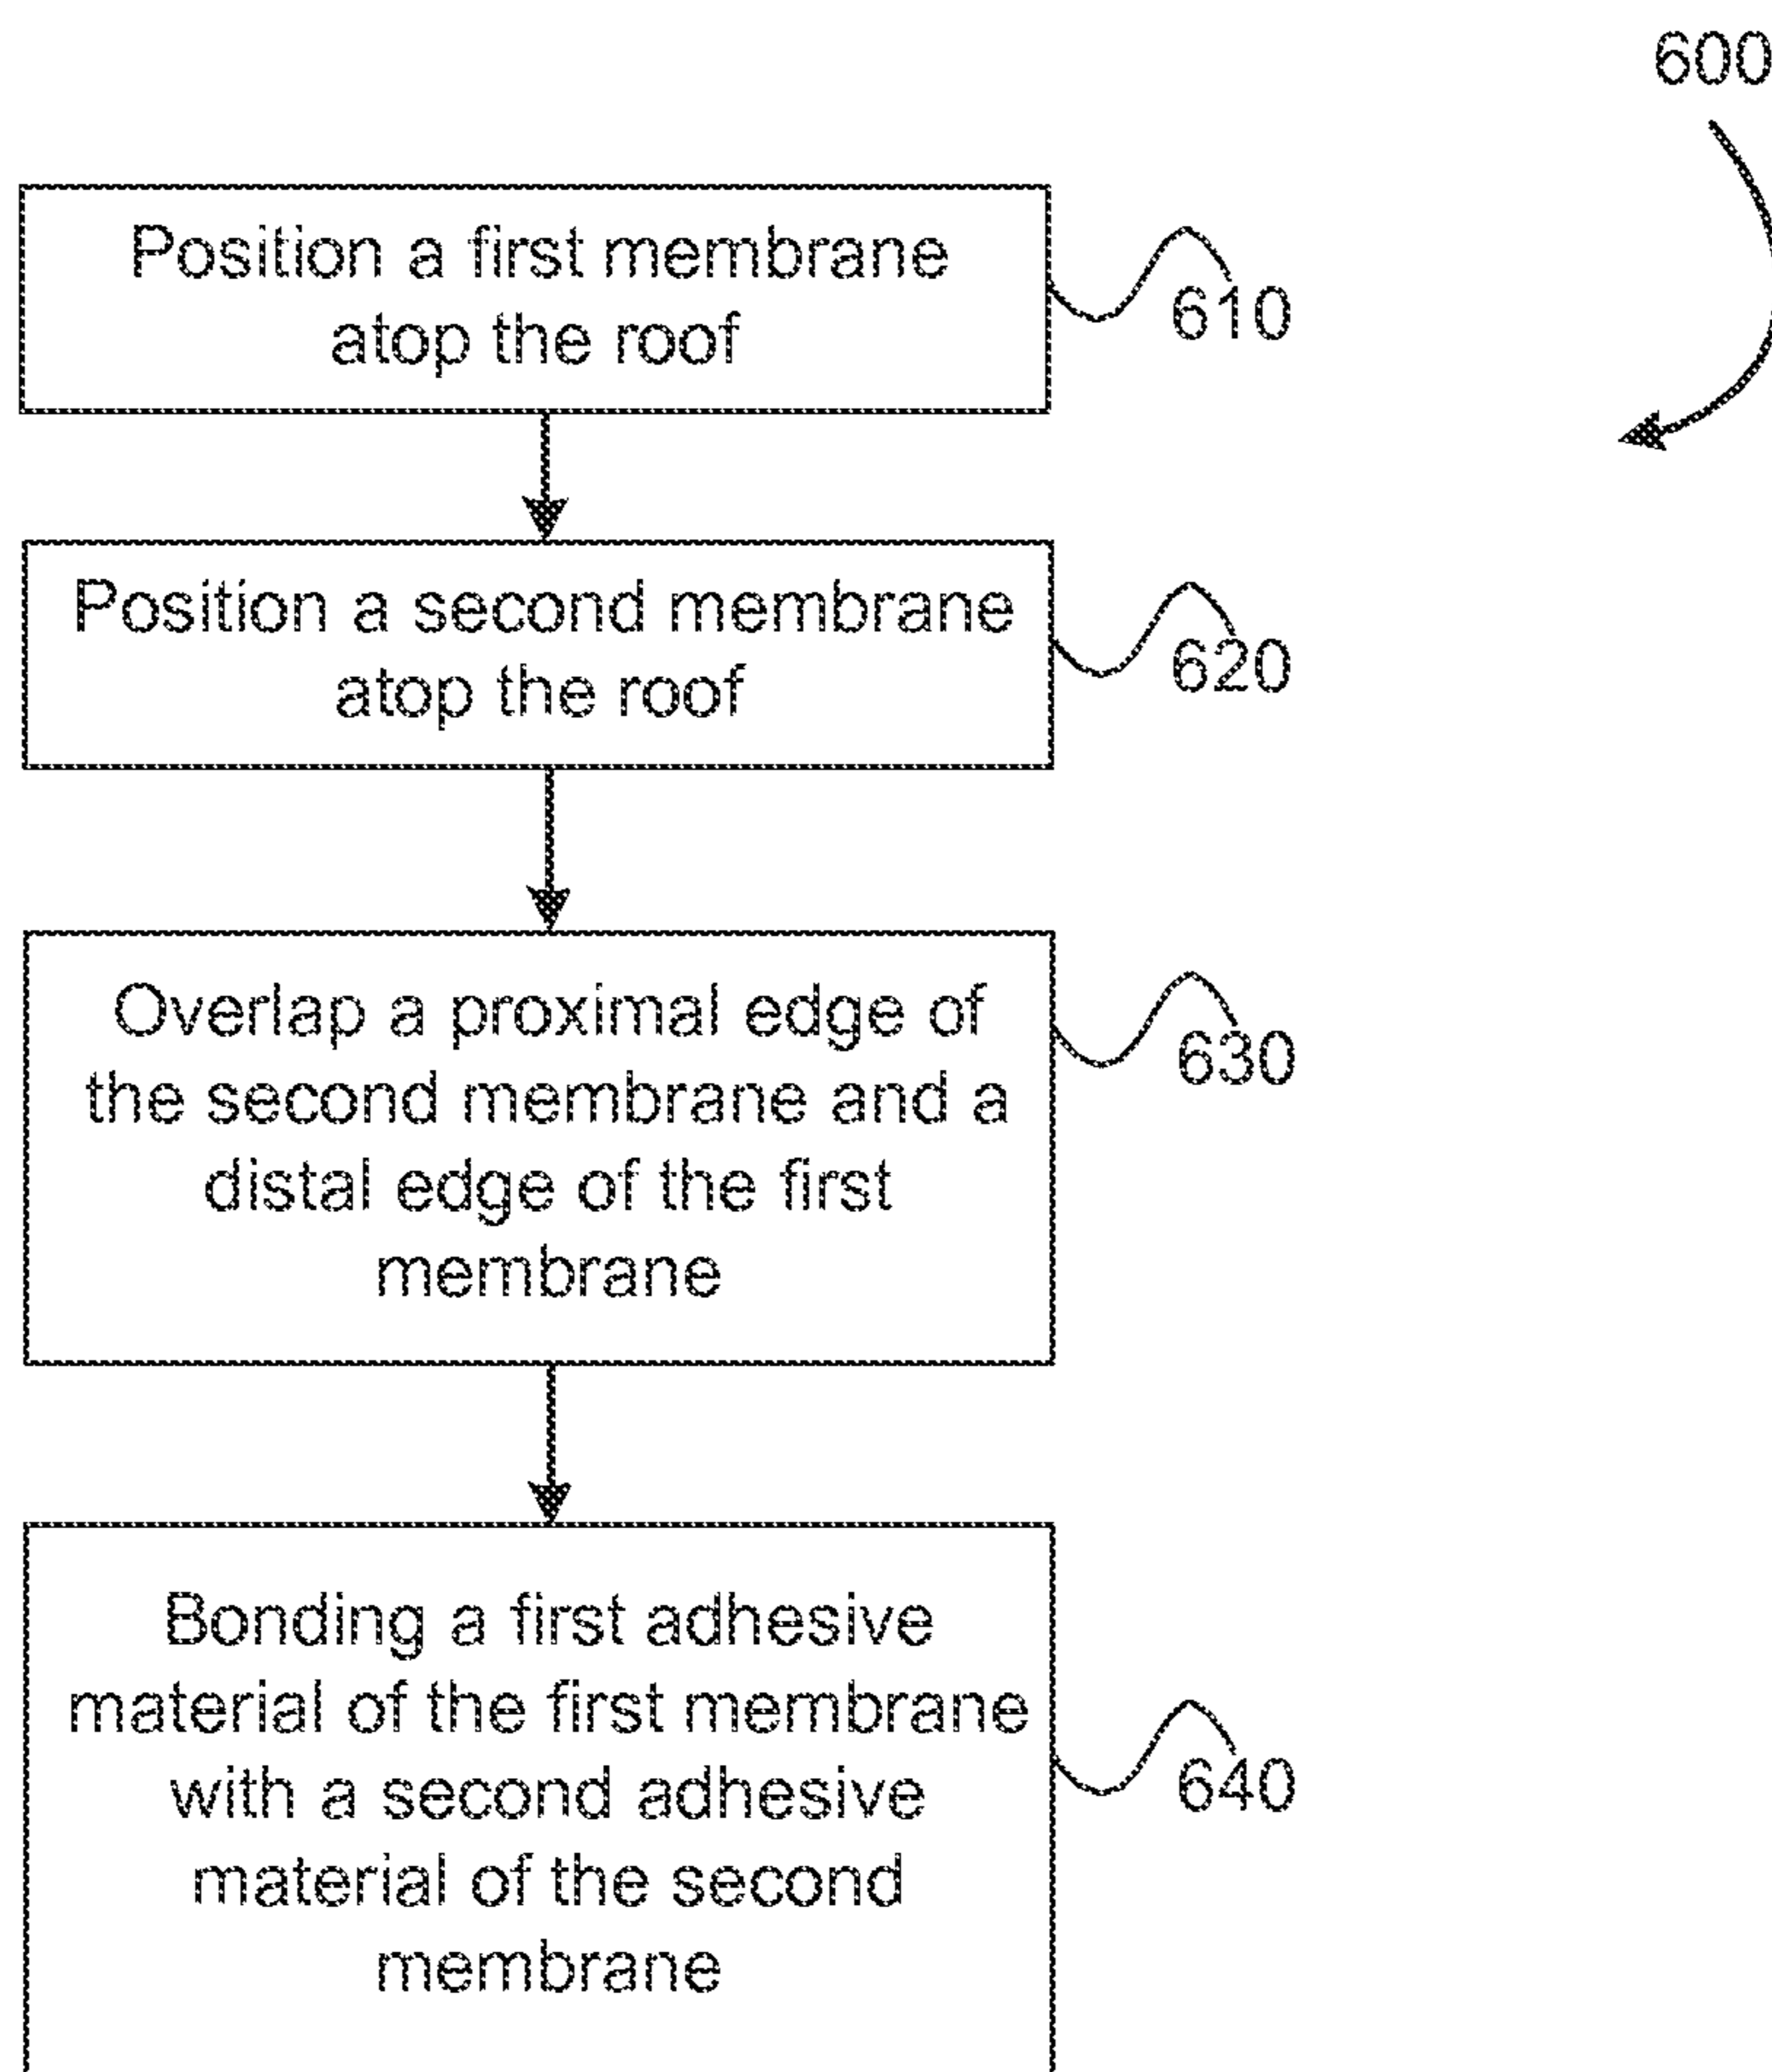 600
Position a first membrane
atop the roof
610
Position a second membrane
atop the roof
620
Overlap a proximal edge of
the second membrane and a
distal edge of the first
membrane
630
Bonding a first adhesive
material of the first membrane
with a second adhesive
material of the second
membrane
640